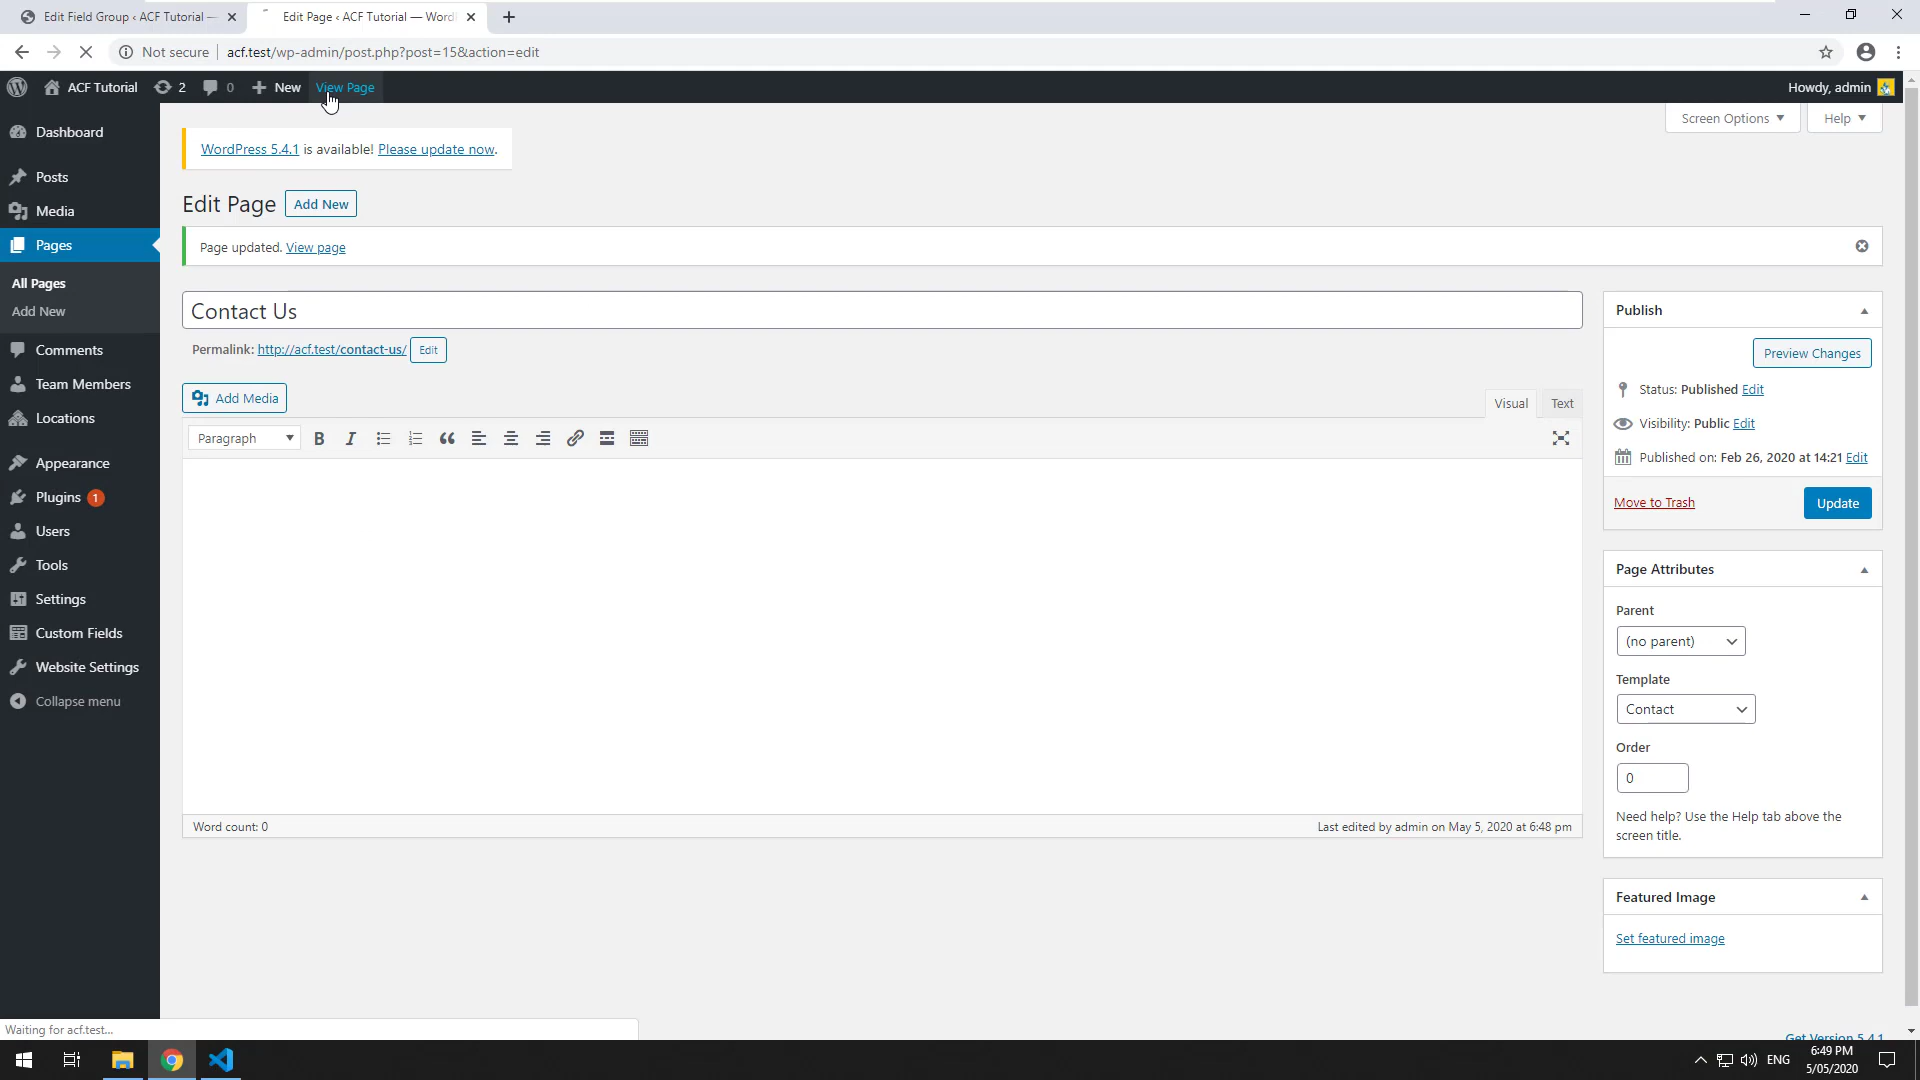 Edit Field Group ‹ ACF Tutorial —
Edit Page ‹ ACF Tutorial — Word
Not secure
acf.test/wp-admin/post.php?post=15&action=edit
ACF Tutorial
2
0
New
View Page
Howdy, admin
Dashboard
Posts
Media
Pages
All Pages
Add New
Comments
Team Members
Locations
Appearance
Plugins 1
Users
Tools
Settings
Custom Fields
Website Settings
Collapse menu
Screen Options
Help
WordPress 5.4.1 is available! Please update now.
Edit Page
Add New
Page updated. View page
Contact Us
Permalink: http://acf.test/contact-us/ Edit
Add Media
Visual
Text
Paragraph
B I
Word count: 0
Last edited by admin on May 5, 2020 at 6:48 pm
Publish
Preview Changes
Status: Published Edit
Visibility: Public Edit
Published on: Feb 26, 2020 at 14:21 Edit
Move to Trash
Update
Page Attributes
Parent
(no parent)
Template
Contact
Order
0
Need help? Use the Help tab above the
screen title.
Featured Image
Set featured image
Get Version 5.4.1
Waiting for acf.test...
ENG
6:49 PM
5/05/2020